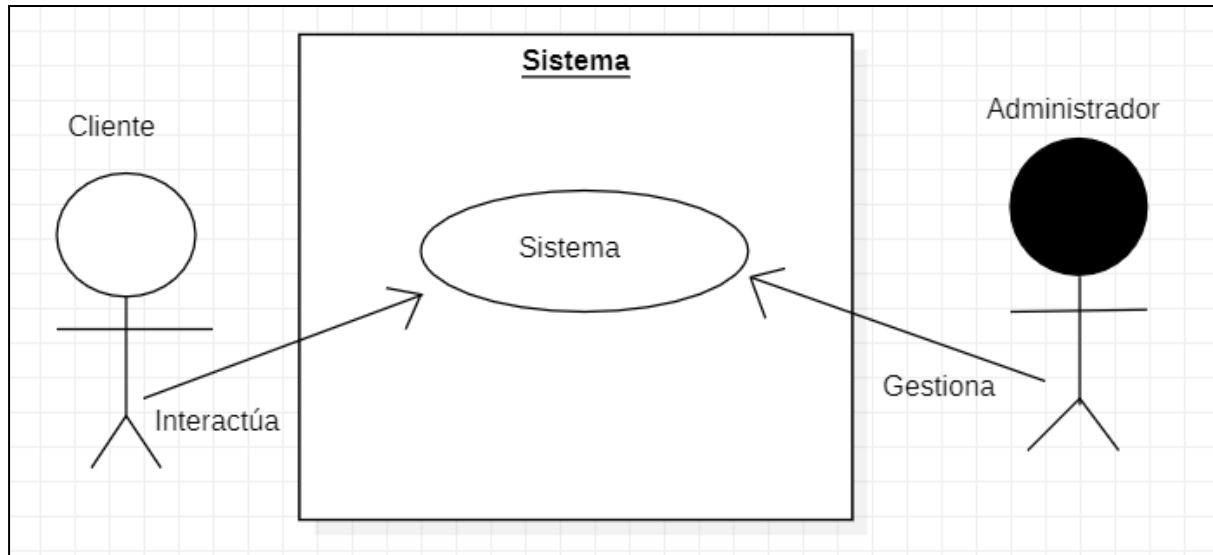 Sistema
Cliente
Administrador
Sistema
Interactúa
Gestiona